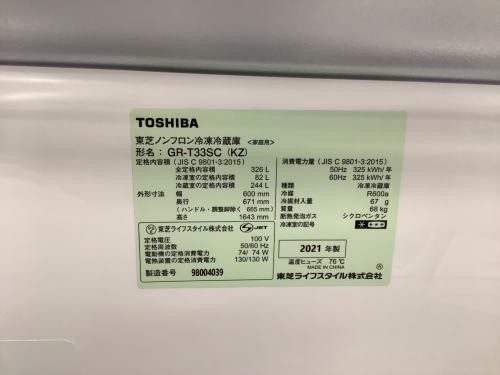 TOSHIBA
東芝ノンフロン冷凍冷蔵庫 <家庭用>
形名：GR-T33SC (KZ)
定格内容積 (JIS C 9801-3:2015)
全定格内容積 326 L
冷凍室の定格内容積 82 L
冷蔵室の定格内容積 244 L
外形寸法 幅 600 mm
奥行 671 mm
(ハンドル・調整脚除く 665 mm)
高さ 1643 mm
東芝ライフスタイル株式会社 JET
定格電圧 100 V
定格周波数 50/60 Hz
電動機の定格消費電力 74/ 74 W
電熱装置の定格消費電力 130/130 W
製造番号 98004039
消費電力量 (JIS C 9801-3:2015)
50Hz 325 kWh/年
60Hz 325 kWh/年
種類 冷凍冷蔵庫
冷媒 R600a
冷媒封入量 67 g
質量 68 kg
断熱発泡ガス シクロペンタン
冷凍室の記号
2021 年製
温度ヒューズ 76℃
MADE IN CHINA
東芝ライフスタイル株式会社